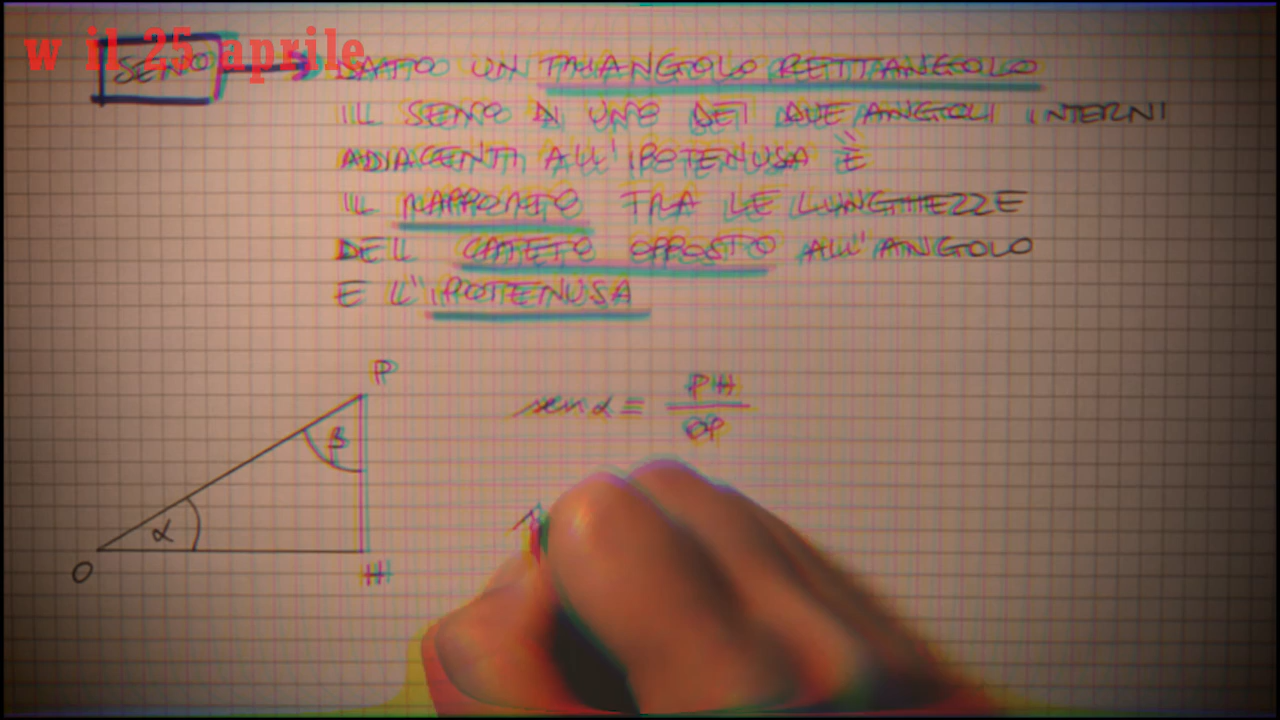 w il 25 aprile
SENO
DATO UN TRIANGOLO RETTANGOLO
IL SENO DI UNO DEI DUE ANGOLI INTERNI
ADIACENTI ALL'IPOTENUSA È
IL RAPPORTO TRA LE LUNGHEZZE
DEL CATETO OPPOSTO ALL'ANGOLO
E L'IPOTENUSA
P
sen α = PH
OP
β
α
O
H